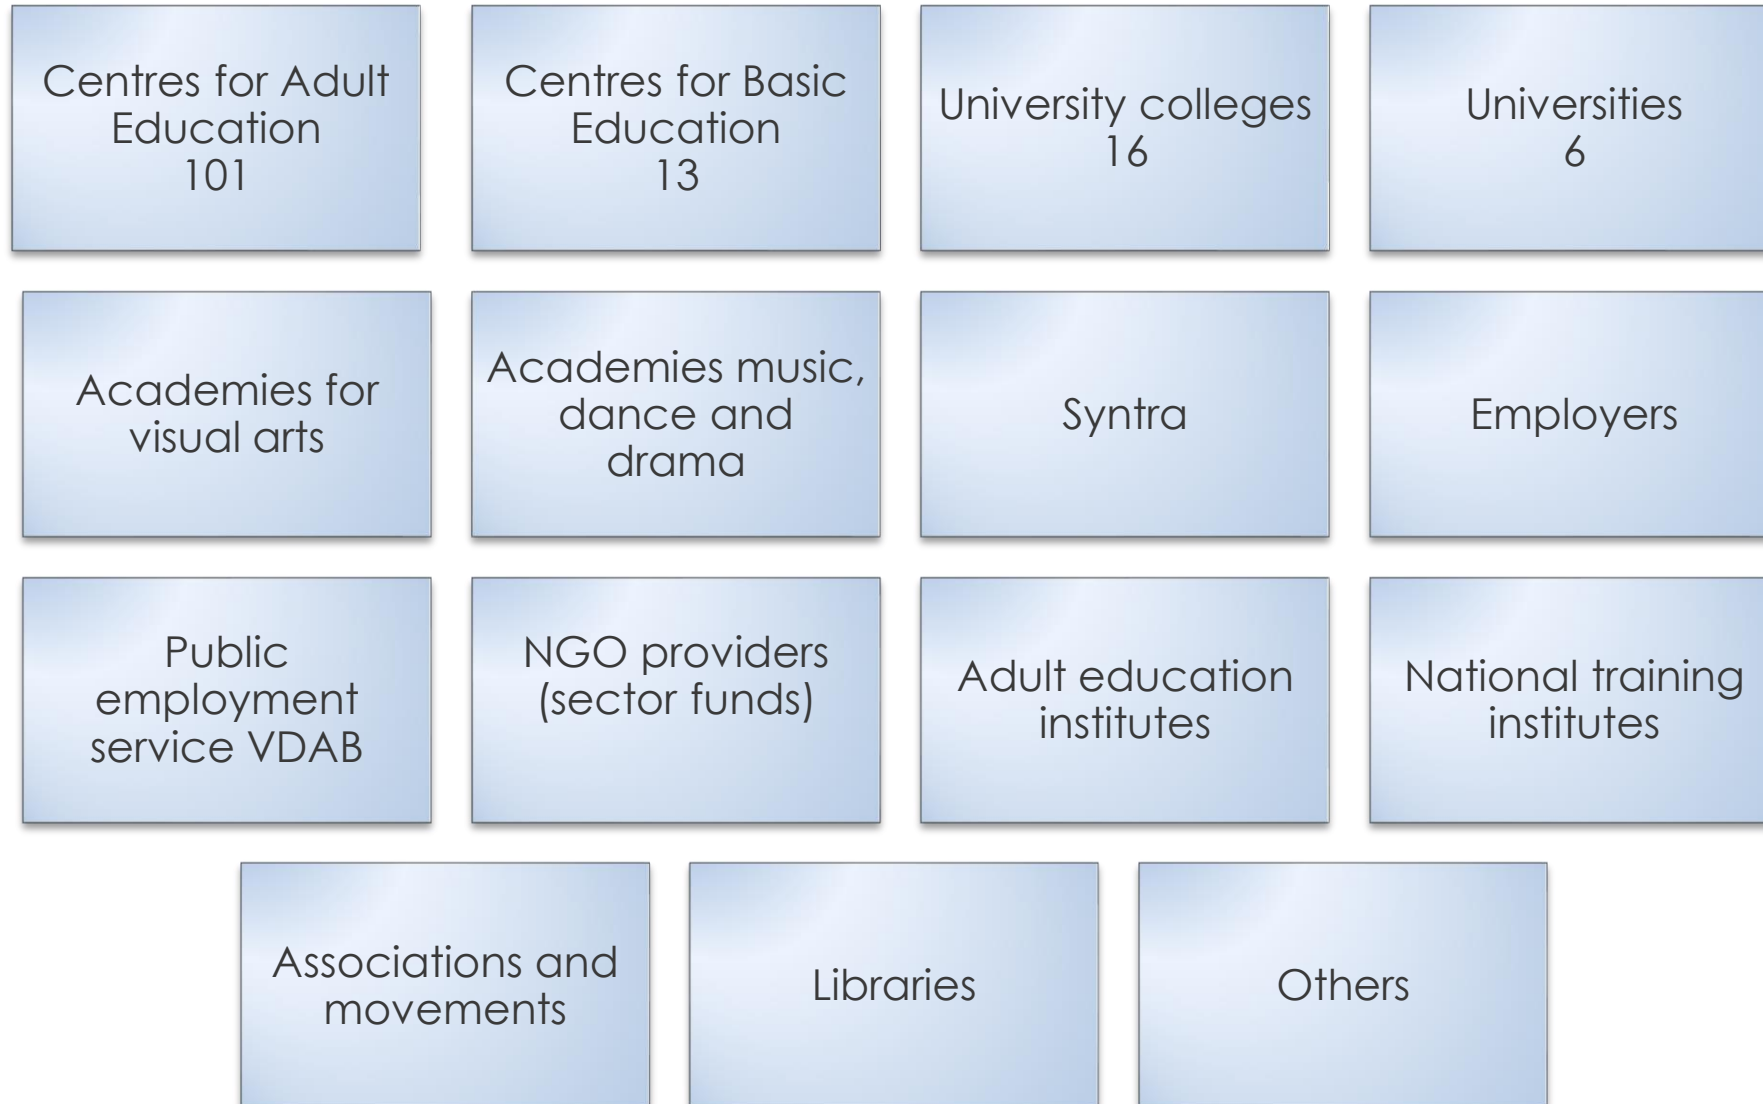 Centres for Adult
Education
101
Centres for Basic
Education
13
University colleges
16
Universities
6
Academies for
visual arts
Academies music,
dance and
drama
Syntra
Employers
Public
employment
service VDAB
NGO providers
(sector funds)
Adult education
institutes
National training
institutes
Associations and
movements
Libraries
Others